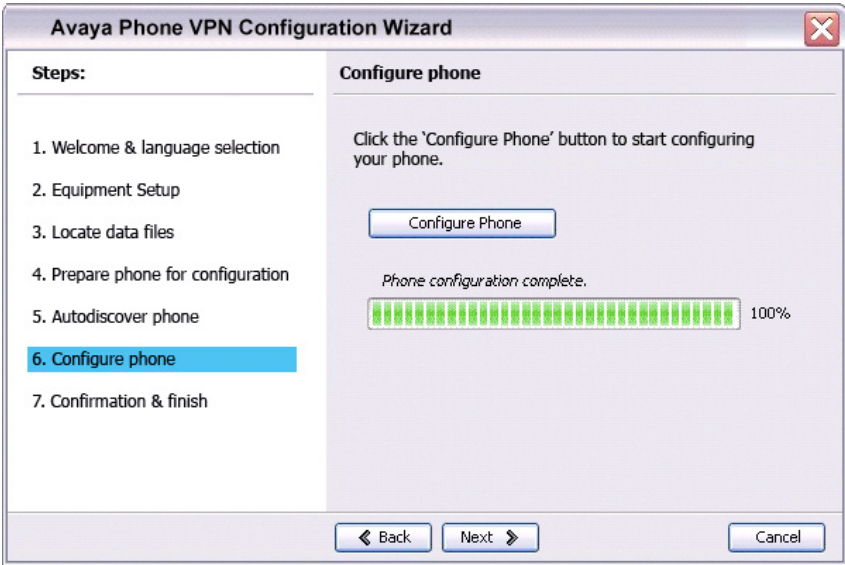 Avaya Phone VPN Configuration Wizard
Steps:
1. Welcome & language selection
2. Equipment Setup
3. Locate data files
4. Prepare phone for configuration
5. Autodiscover phone
6. Configure phone
7. Confirmation & finish
Configure phone
Click the ‘Configure Phone’ button to start configuring
your phone.
Configure Phone
Phone configuration complete.
100%
Back
Next
Cancel